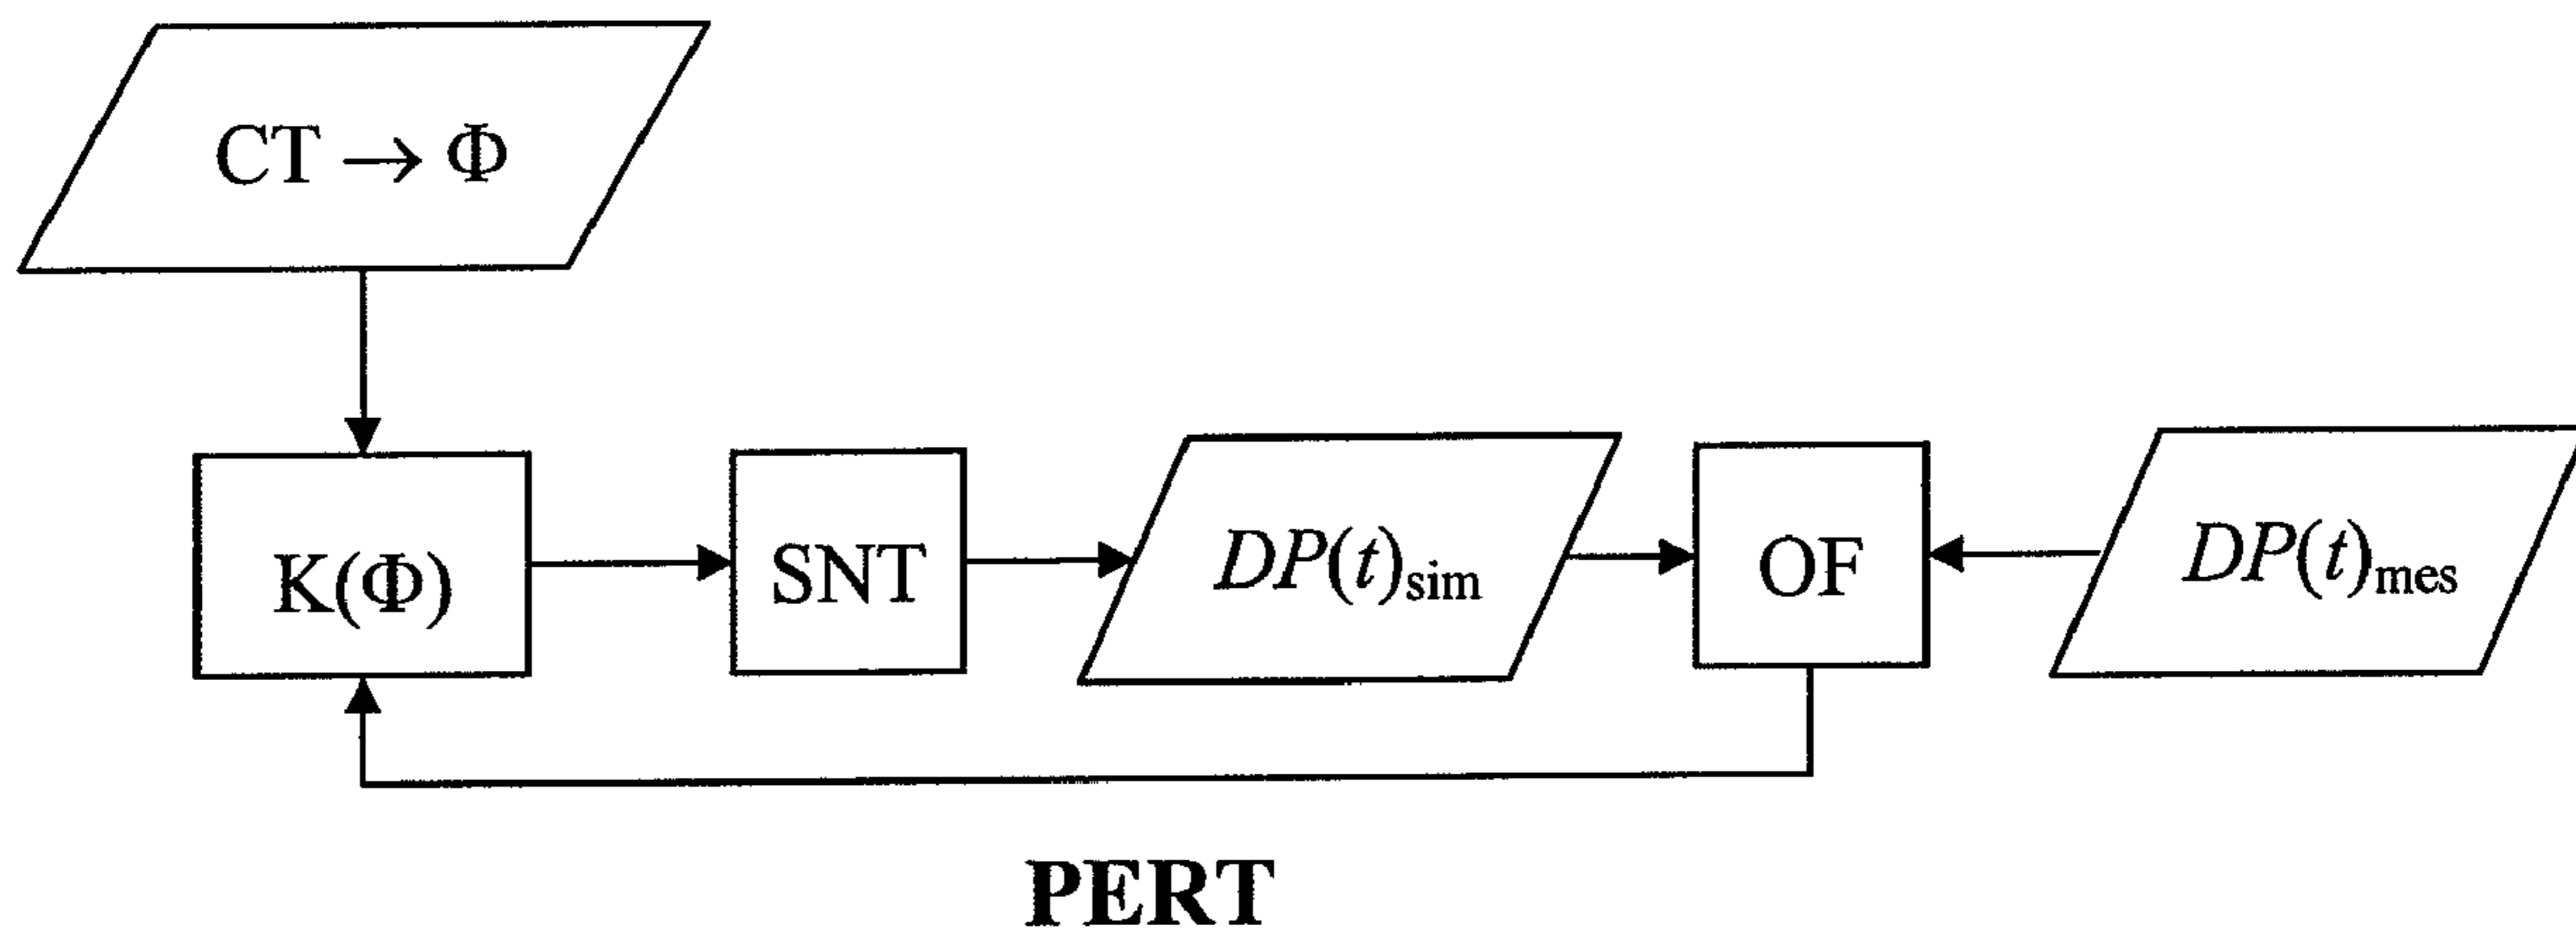 CT → Φ
K(Φ)
SNT
DP(t)sim
OF
DP(t)mes
PERT